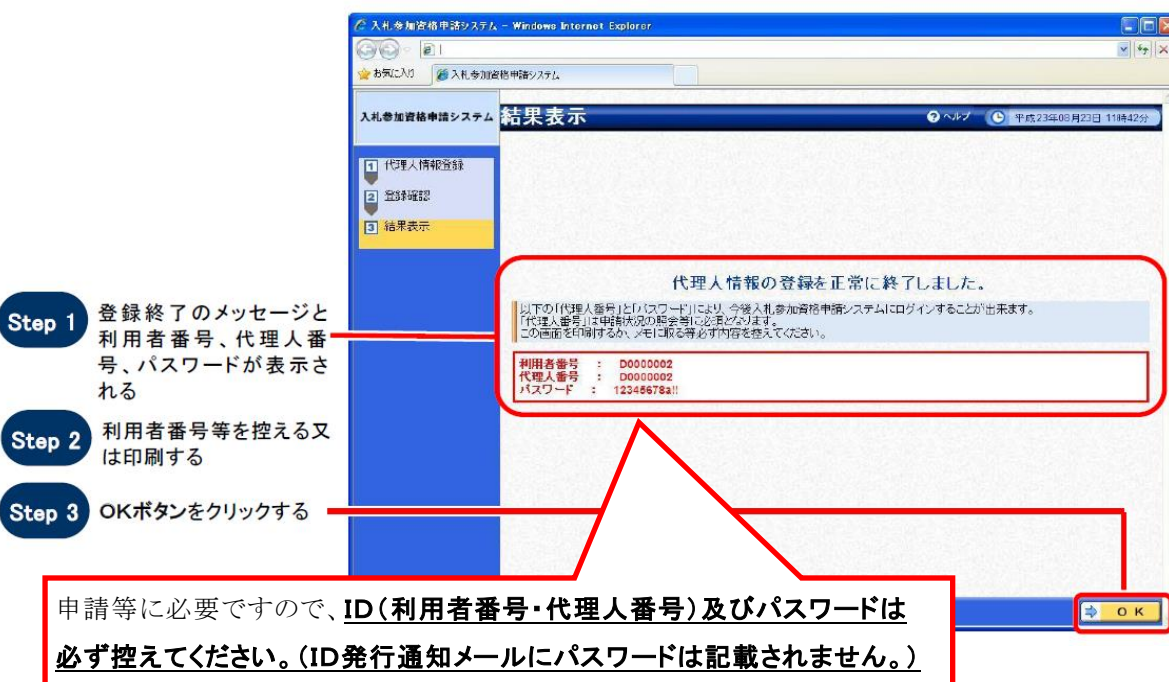 入札参加資格申請システム - Windows Internet Explorer
お気に入り
入札参加資格申請システム
入札参加資格申請システム
結果表示
ヘルプ
平成23年08月23日 11時42分
1 代理人情報登録
2 登録確認
3 結果表示
代理人情報の登録を正常に終了しました。
以下の「代理人番号」と「パスワード」により、今後入札参加資格申請システムにログインすることが出来ます。
「代理人番号」は申請状況の照会等に必須となります。
この画面を印刷するか、メモに取る等必ず内容を控えてください。
利用者番号 : D0000002
代理人番号 : D0000002
パスワード : 12345678a!!
Step 1
登録終了のメッセージと
利用者番号、代理人番
号、パスワードが表示さ
れる
Step 2
利用者番号等を控える又
は印刷する
Step 3
OKボタンをクリックする
OK
申請等に必要ですので、ID(利用者番号・代理人番号)及びパスワードは
必ず控えてください。(ID発行通知メールにパスワードは記載されません。)